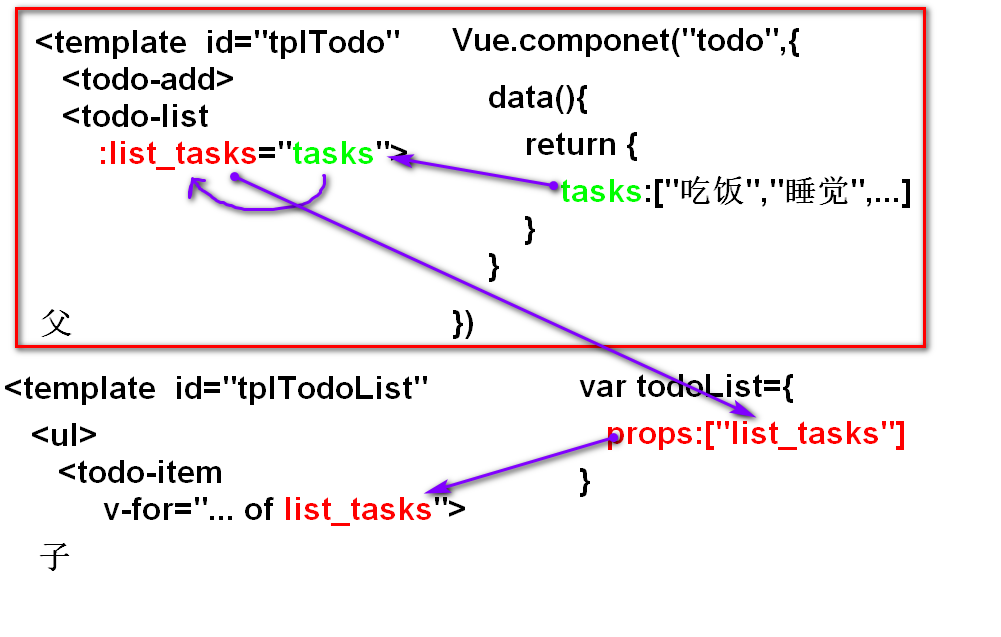 <template id="tplTodo"
<todo-add>
<todo-list
:list_tasks="tasks">
父
Vue.componet("todo",{
data(){
return {
tasks:["吃饭","睡觉",...]
}
}
})
<template id="tplTodoList"
<ul>
<todo-item
v-for="... of list_tasks">
子
var todoList={
props:["list_tasks"]
}